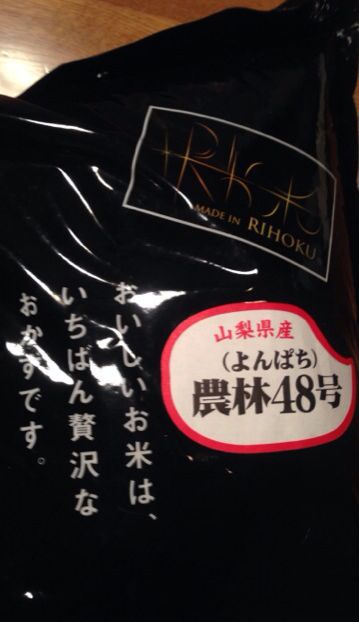 MADE IN RIHOKU
山梨県産
(よんぱち)
農林48号
おいしいお米は、
いちばん贅沢な
おかずです。